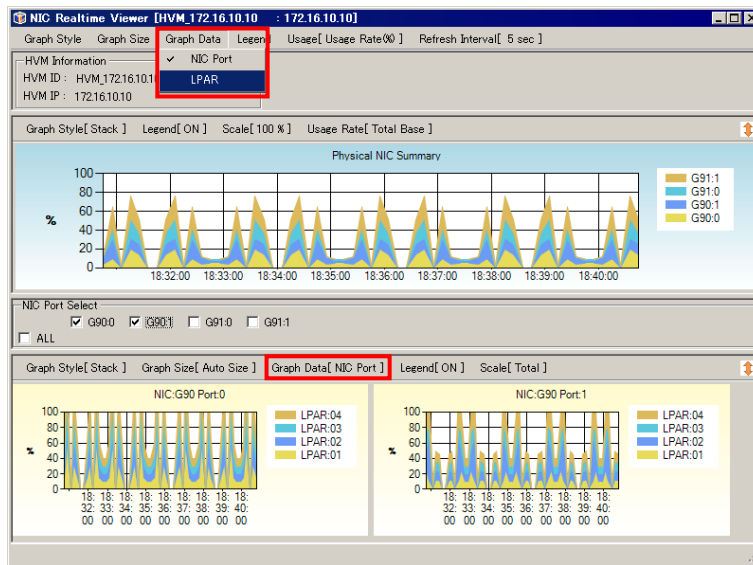 NIC Realtime Viewer [HVM_172.16.10.10 : 172.16.10.10]
Graph Style Graph Size Graph Data Legend Usage[ Usage Rate(%) ] Refresh Interval[ 5 sec ]
NIC Port
LPAR
HVM Information
HVM ID : HVM_172.16.10.10
HVM IP : 172.16.10.10
Graph Style[ Stack ] Legend[ ON ] Scale[ 100 % ] Usage Rate[ Total Base ]
Physical NIC Summary
100
80
60
40
20
0
%
G91:1
G91:0
G90:1
G90:0
18:32:00 18:33:00 18:34:00 18:35:00 18:36:00 18:37:00 18:38:00 18:39:00 18:40:00
NIC Port Select
G90:0 G90:1 G91:0 G91:1
ALL
Graph Style[ Stack ] Graph Size[ Auto Size ] Graph Data[ NIC Port ] Legend[ ON ] Scale[ Total ]
NIC:G90 Port:0
100
80
60
40
20
0
%
LPAR:04
LPAR:03
LPAR:02
LPAR:01
18: 18: 18: 18: 18: 18: 18: 18: 18:
32: 33: 34: 35: 36: 37: 38: 39: 40:
00 00 00 00 00 00 00 00 00
NIC:G90 Port:1
100
80
60
40
20
0
%
LPAR:04
LPAR:03
LPAR:02
LPAR:01
18: 18: 18: 18: 18: 18: 18: 18: 18:
32: 33: 34: 35: 36: 37: 38: 39: 40:
00 00 00 00 00 00 00 00 00